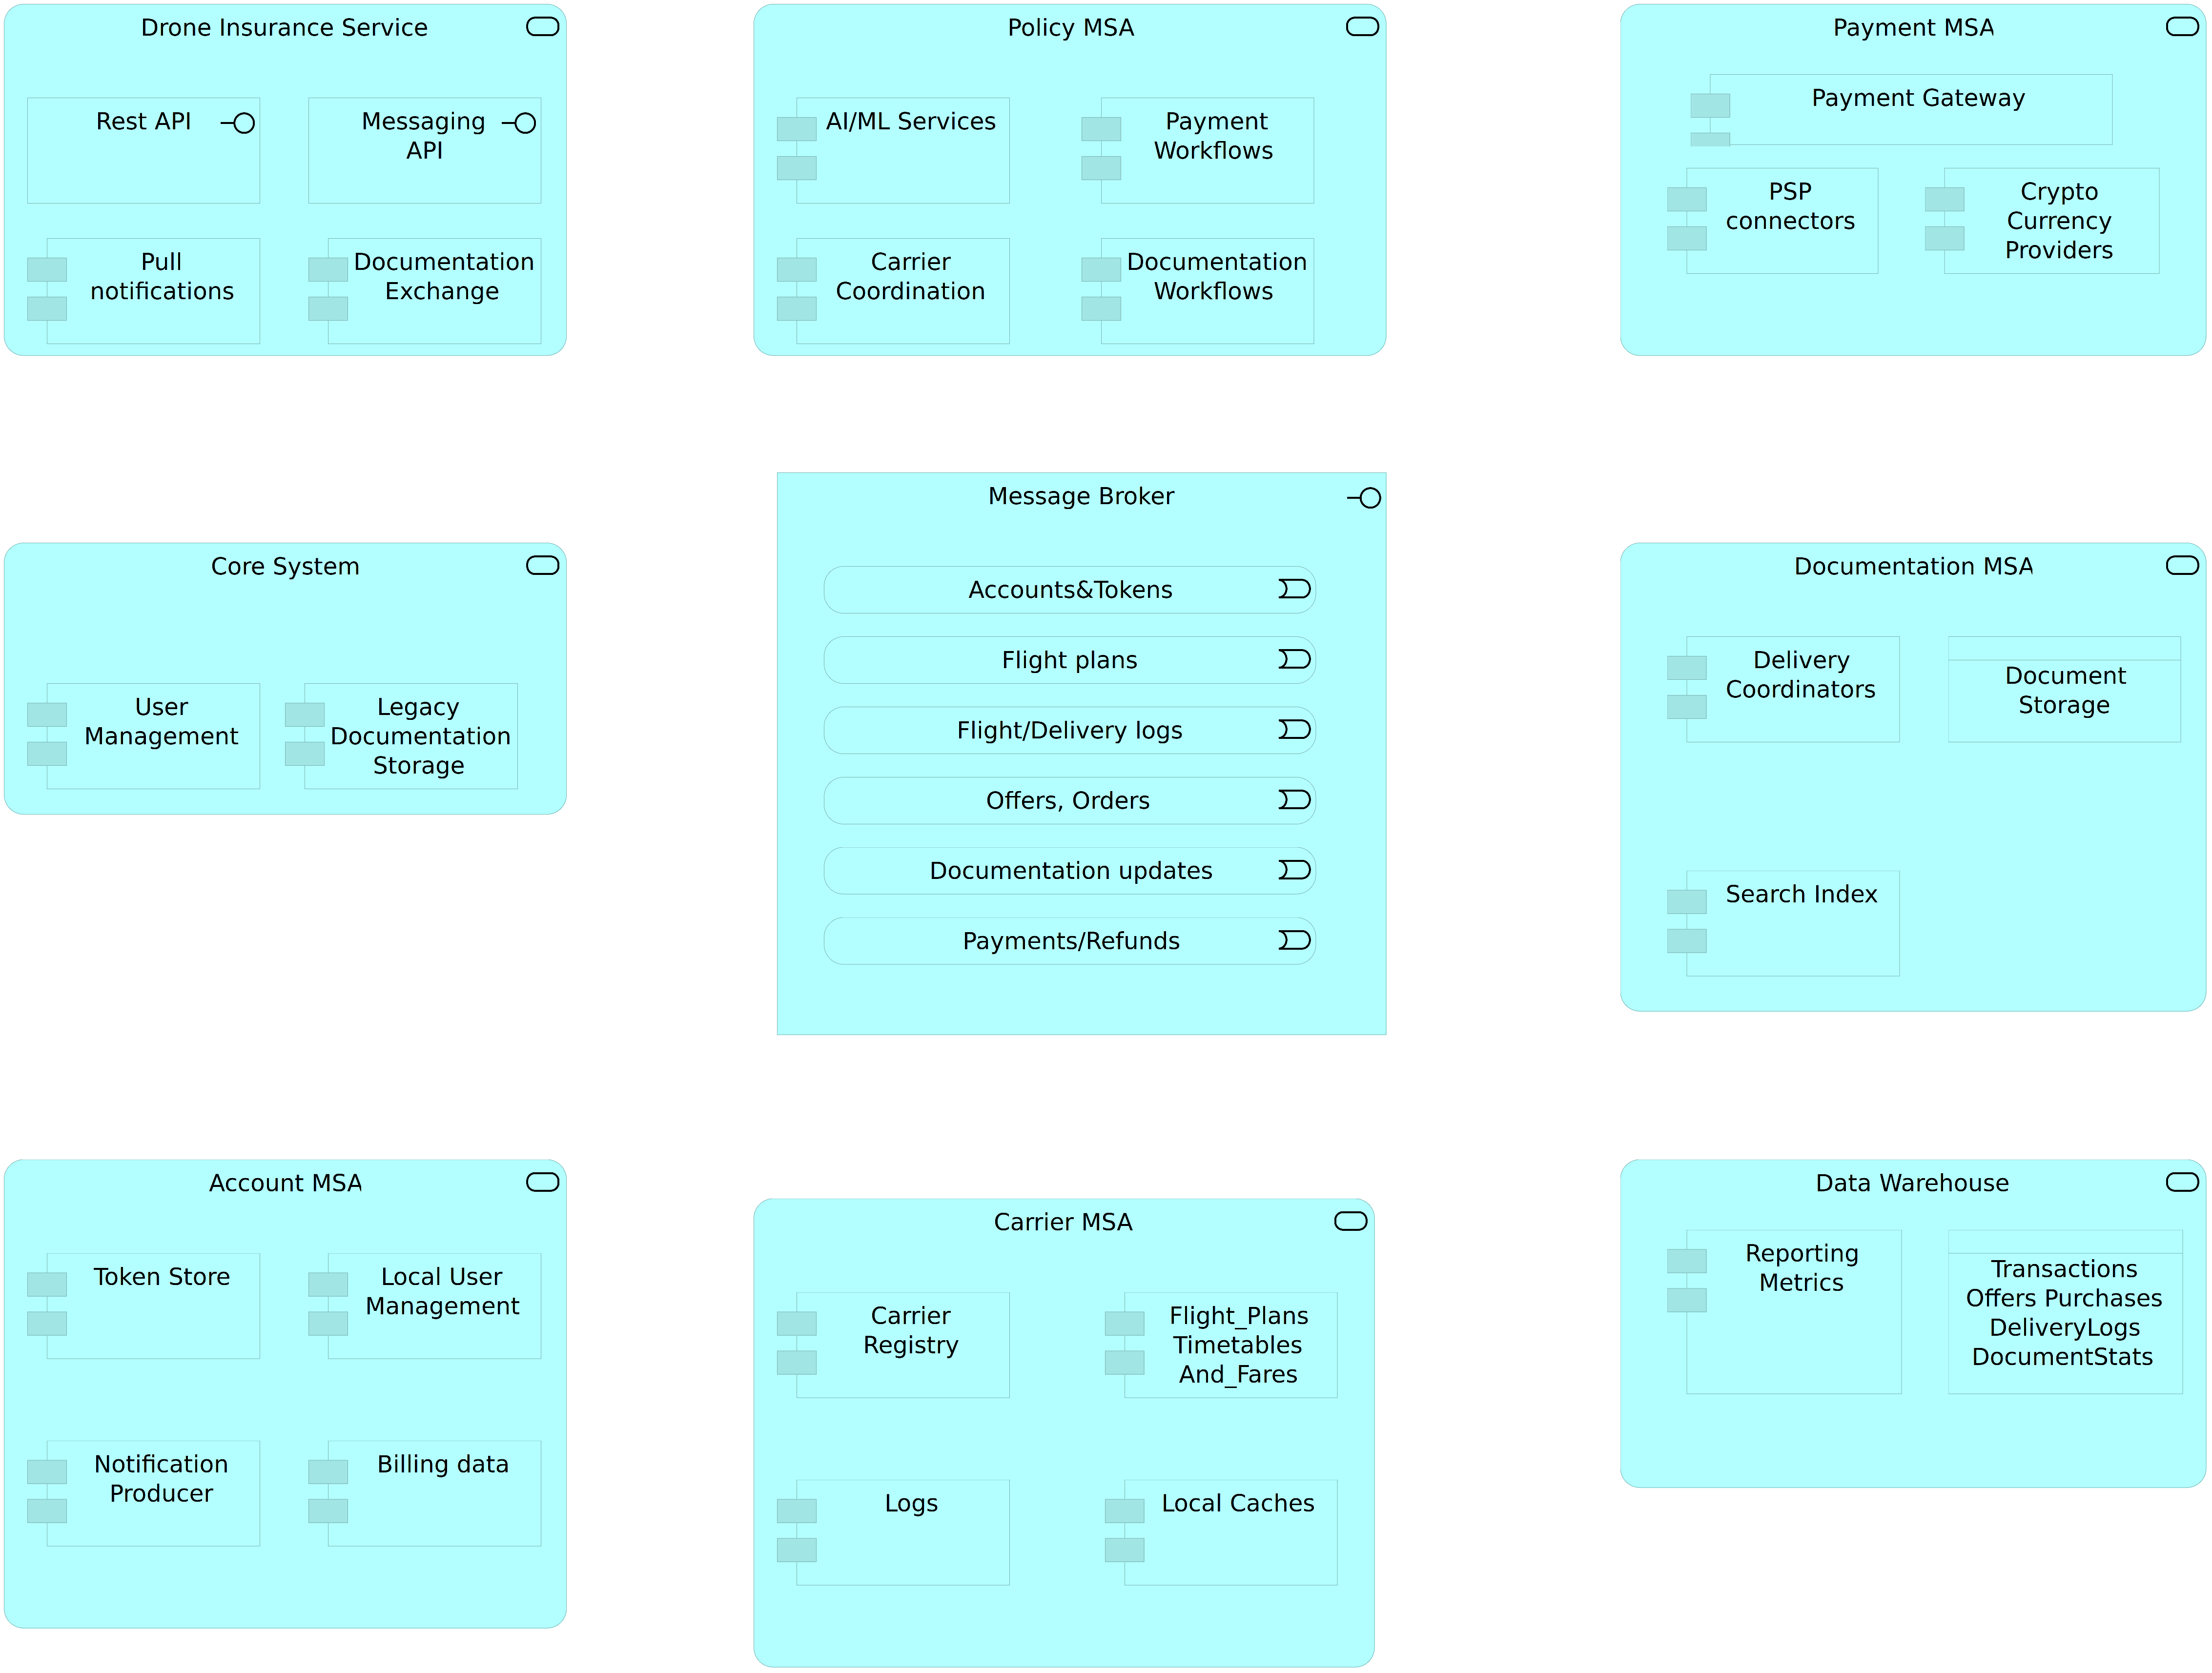 Drone Insurance Service
Rest API
Messaging
API
Pull
notifications
Documentation
Exchange
Policy MSA
AI/ML Services
Payment
Workflows
Carrier
Coordination
Documentation
Workflows
Payment MSA
Payment Gateway
PSP
connectors
Crypto
Currency
Providers
Core System
User
Management
Legacy
Documentation
Storage
Message Broker
Accounts&Tokens
Flight plans
Flight/Delivery logs
Offers, Orders
Documentation updates
Payments/Refunds
Documentation MSA
Delivery
Coordinators
Document
Storage
Search Index
Account MSA
Token Store
Local User
Management
Notification
Producer
Billing data
Carrier MSA
Carrier
Registry
Flight_Plans
Timetables
And_Fares
Logs
Local Caches
Data Warehouse
Reporting
Metrics
Transactions
Offers Purchases
DeliveryLogs
DocumentStats